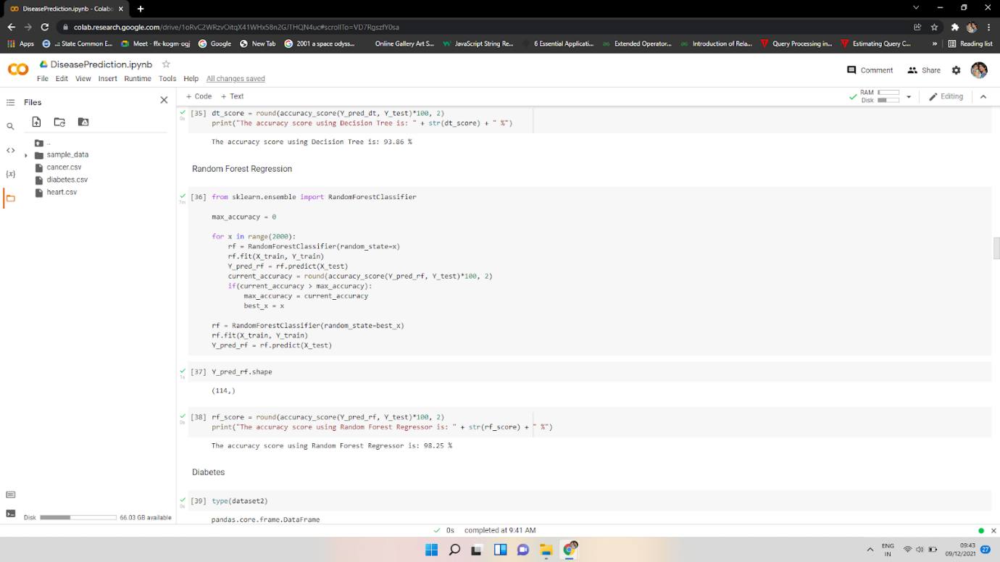 DiseasePrediction.ipynb - Colab
colab.research.google.com/drive/1oRvC2WRzvOitqX41WHx58n2GJTHQN4uc#scrollTo=VD7RgszfY0sa
Apps ..: State Common E... Meet - ffx-kogm-ogj New Tab Google 2001 a space odyss... Online Gallery Art S... JavaScript String Re... 6 Essential Applicati... Extended Operator... Introduction of Rela... Query Processing in... Estimating Query C... » Reading list
DiseasePrediction.ipynb
File Edit View Insert Runtime Tools Help All changes saved
Comment Share
Files
+ Code + Text
RAM
Disk
Editing
..
sample_data
cancer.csv
diabetes.csv
heart.csv
[35] dt_score = round(accuracy_score(Y_pred_dt, Y_test)*100, 2)
0s
print("The accuracy score using Decision Tree is: " + str(dt_score) + " %")
The accuracy score using Decision Tree is: 93.86 %
Random Forest Regression
[36] from sklearn.ensemble import RandomForestClassifier
7m
max_accuracy = 0
for x in range(2000):
rf = RandomForestClassifier(random_state=x)
rf.fit(X_train, Y_train)
Y_pred_rf = rf.predict(X_test)
current_accuracy = round(accuracy_score(Y_pred_rf, Y_test)*100, 2)
if(current_accuracy > max_accuracy):
max_accuracy = current_accuracy
best_x = x
rf = RandomForestClassifier(random_state=best_x)
rf.fit(X_train, Y_train)
Y_pred_rf = rf.predict(X_test)
[37] Y_pred_rf.shape
1s
(114,)
[38] rf_score = round(accuracy_score(Y_pred_rf, Y_test)*100, 2)
0s
print("The accuracy score using Random Forest Regressor is: " + str(rf_score) + " %")
The accuracy score using Random Forest Regressor is: 98.25 %
Diabetes
[39] type(dataset2)
0s
pandas.core.frame.DataFrame
Disk 66.03 GB available
0s completed at 9:41 AM
ENG
IN
09:43
09/12/2021
27